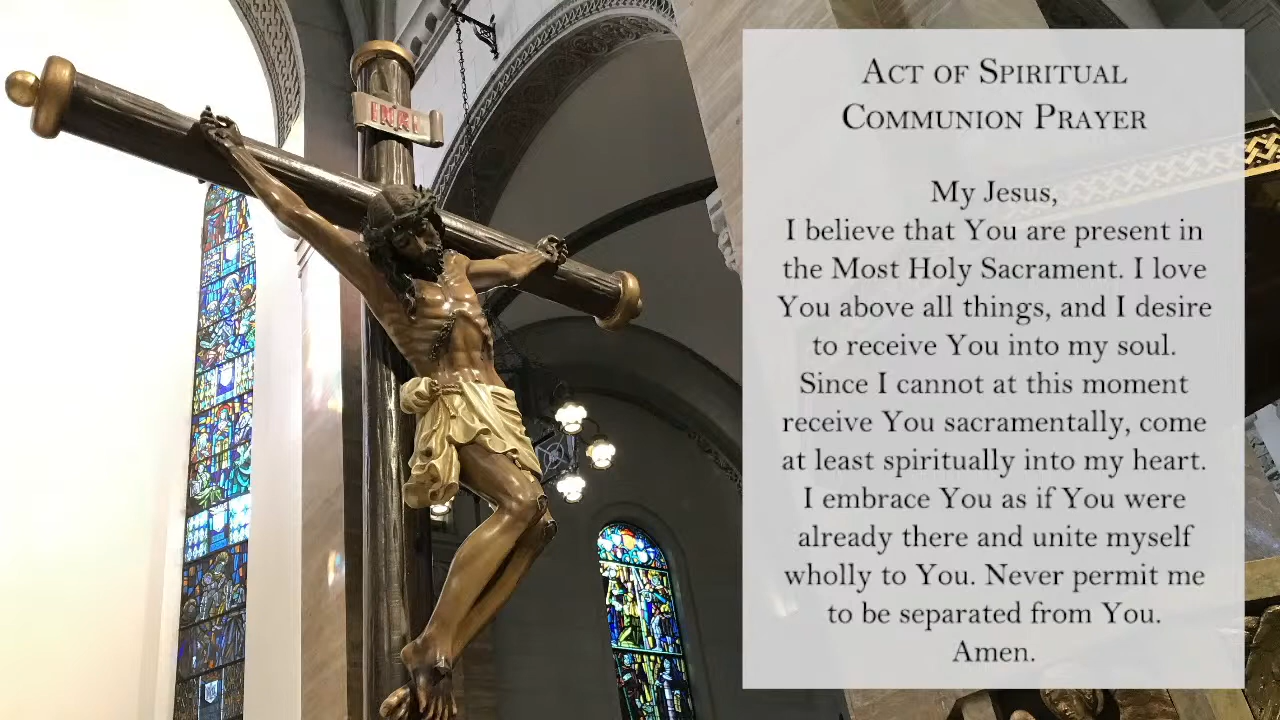 INRI
ACT OF SPIRITUAL
COMMUNION PRAYER
My Jesus,
I believe that You are present in
the Most Holy Sacrament. I love
You above all things, and I desire
to receive You into my soul.
Since I cannot at this moment
receive You sacramentally, come
at least spiritually into my heart.
I embrace You as if You were
already there and unite myself
wholly to You. Never permit me
to be separated from You.
Amen.